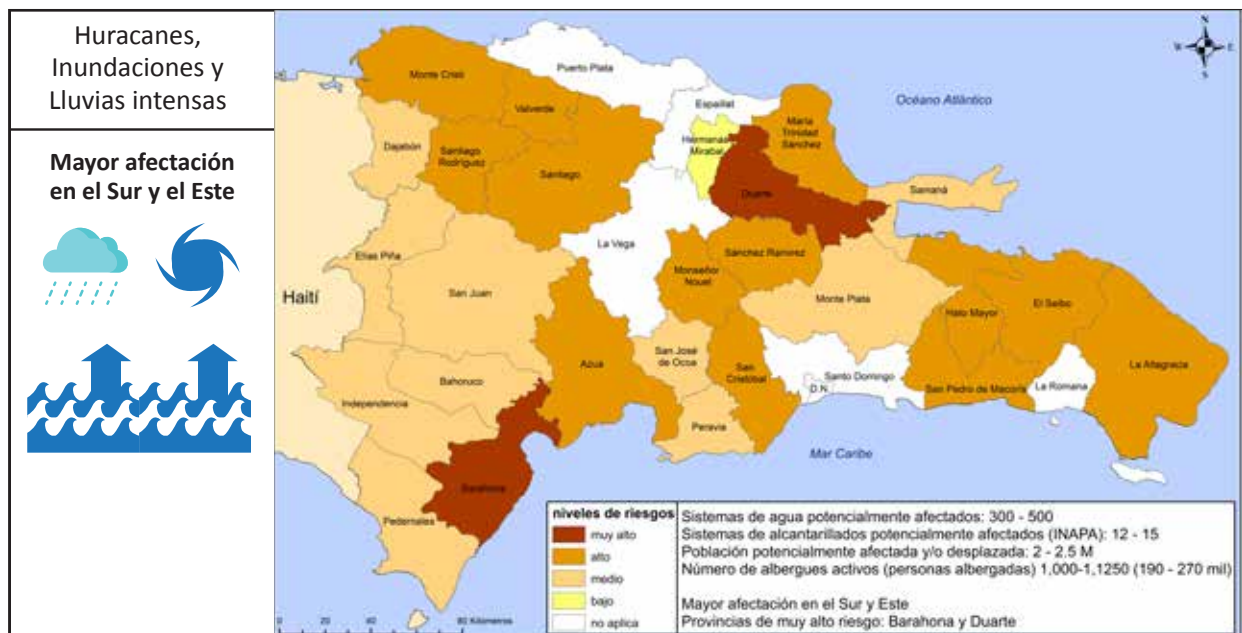 Huracanes,
Inundaciones y
Lluvias intensas
Mayor afectación
en el Sur y el Este
Océano Atlántico
Mar Caribe
Haití
N
W
E
S
Puerto Plata
Monte Cristi
Espaillat
Valverde
María
Trinidad
Sánchez
Hermanas
Mirabal
Dajabón
Santiago
Rodríguez
Santiago
Duarte
Samaná
La Vega
Sánchez Ramírez
Elías Piña
Monseñor
Nouel
San Juan
Monte Plata
El Seibo
Hato Mayor
San José
de Ocoa
Azua
San
Cristóbal
Santo Domingo
D.N.
La Altagracia
San Pedro de Macorís
La Romana
Bahoruco
Independencia
Peravia
Barahona
Pedernales
0 20 40 60 80 Kilómetros
niveles de riesgos
muy alto
alto
medio
bajo
no aplica
Sistemas de agua potencialmente afectados: 300 - 500
Sistemas de alcantarillados potencialmente afectados (INAPA): 12 - 15
Población potencialmente afectada y/o desplazada: 2 - 2.5 M
Número de albergues activos (personas albergadas) 1,000-1,1250 (190 - 270 mil)
Mayor afectación en el Sur y Este
Provincias de muy alto riesgo: Barahona y Duarte